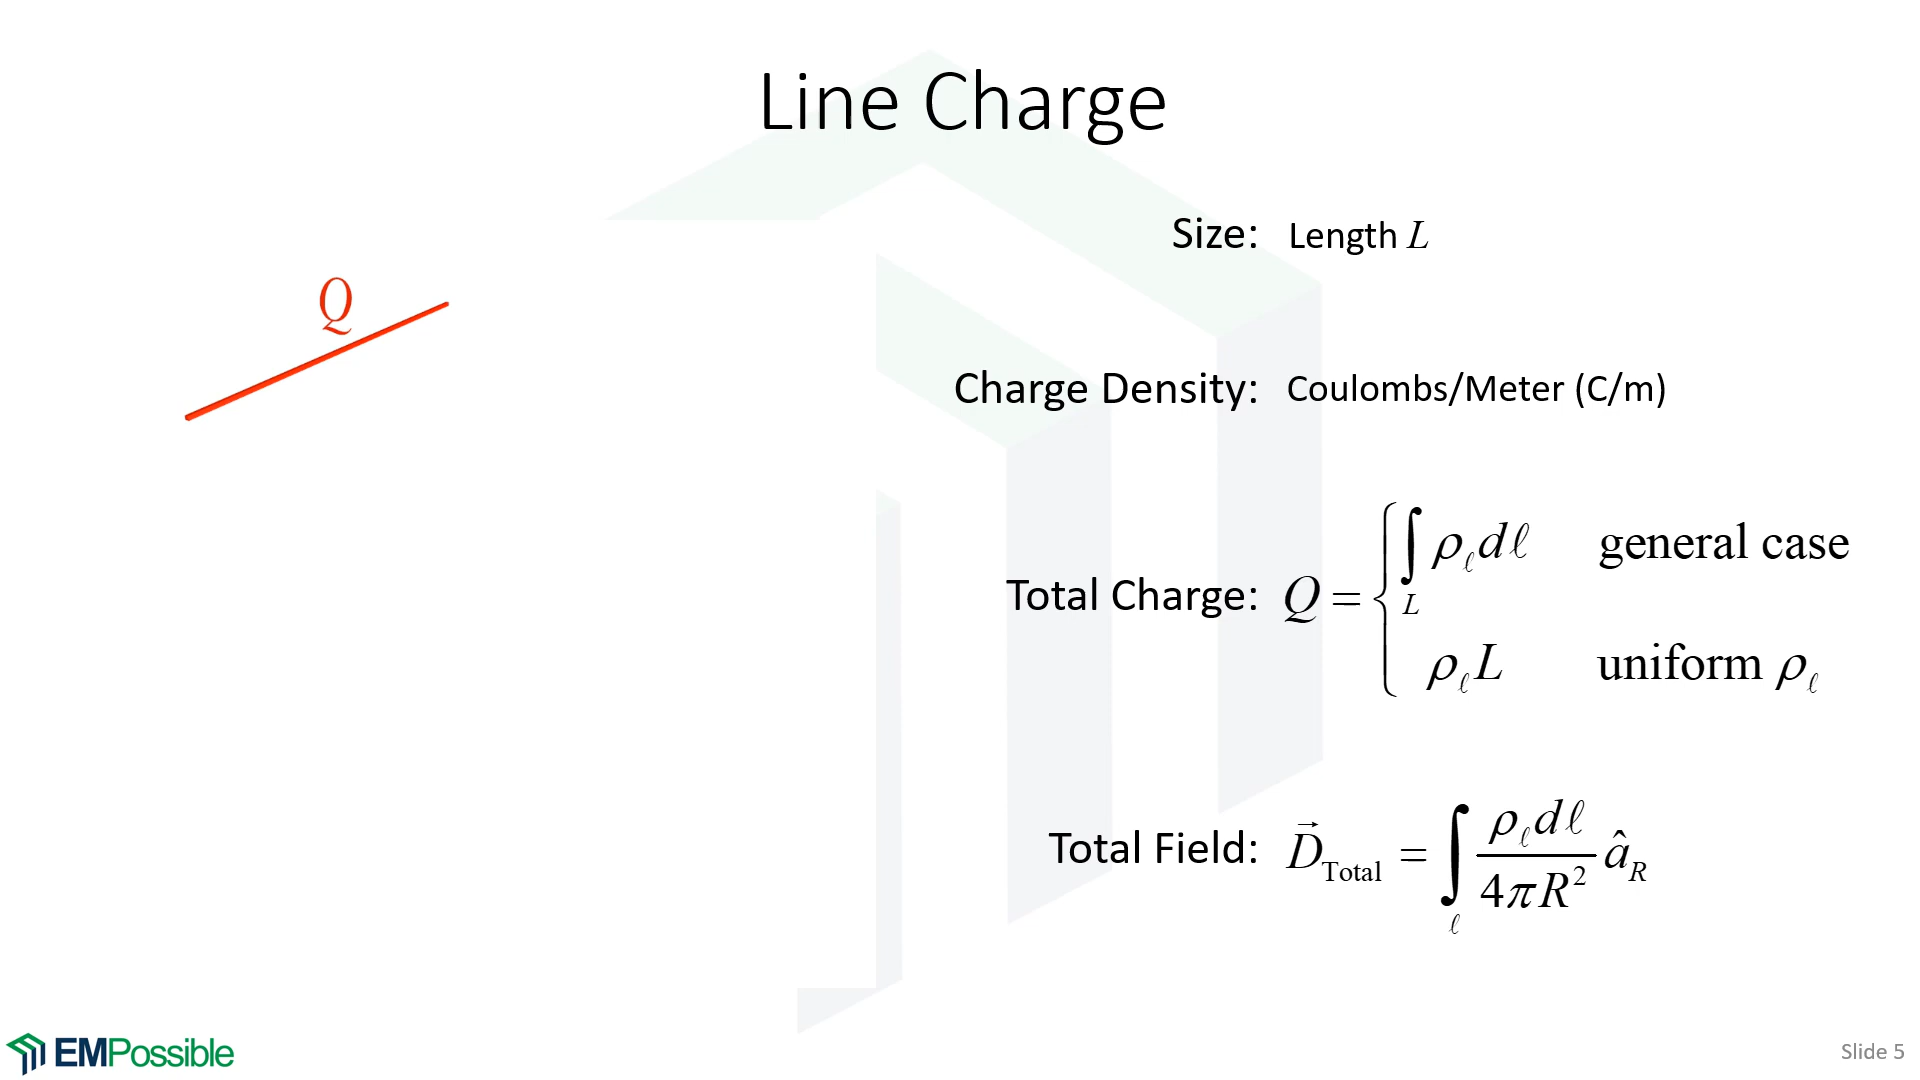 Line Charge
Size: Length L
Q
Charge Density: Coulombs/Meter (C/m)
Total Charge: Q = { ∫_L ρ_ℓ dℓ general case
ρ_ℓ L uniform ρ_ℓ
Total Field: D⃗_Total = ∫_ℓ (ρ_ℓ dℓ)/(4πR²) â_R
EMPossible
Slide 5